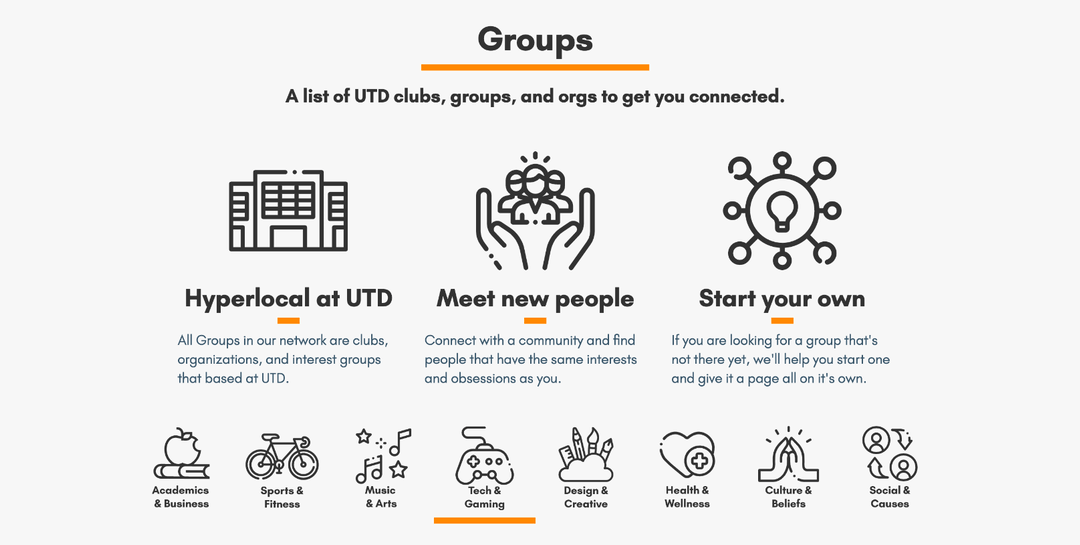 Groups
A list of UTD clubs, groups, and orgs to get you connected.
Hyperlocal at UTD
All Groups in our network are clubs,
organizations, and interest groups
that based at UTD.
Meet new people
Connect with a community and find
people that have the same interests
and obsessions as you.
Start your own
If you are looking for a group that's
not there yet, we'll help you start one
and give it a page all on it's own.
Academics
& Business
Sports &
Fitness
Music
& Arts
Tech &
Gaming
Design &
Creative
Health &
Wellness
Culture &
Beliefs
Social &
Causes